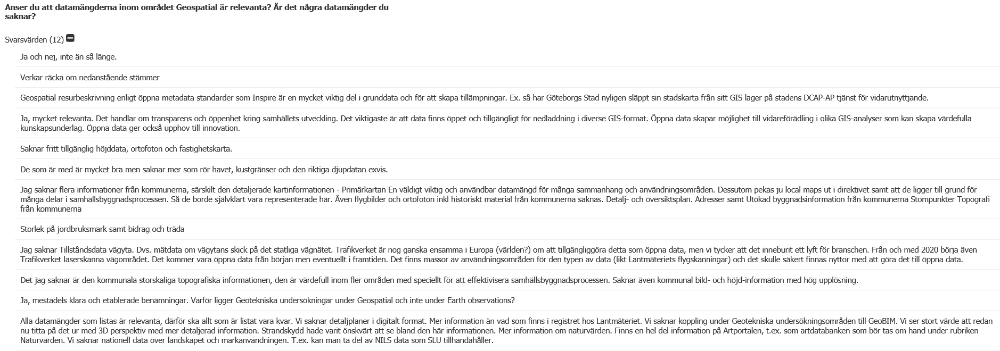 Anser du att datamängderna inom området Geospatial är relevanta? Är det några datamängder du
saknar?
Svarsvärden (12)
Ja och nej, inte än så länge.
Verkar räcka om nedanstående stämmer
Geospatial resurbeskrivning enligt öppna metadata standarder som Inspire är en mycket viktig del i grunddata och för att skapa tillämpningar. Ex. så har Göteborgs Stad nyligen släppt sin stadskarta från sitt GIS lager på stadens DCAP-AP tjänst för vidarutnyttjande.
Ja, mycket relevanta. Det handlar om transparens och öppenhet kring samhällets utveckling. Det viktigaste är att data finns öppet och tillgängligt för nedladdning i diverse GIS-format. Öppna data skapar möjlighet till vidareförädling i olika GIS-analyser som kan skapa värdefulla
kunskapsunderlag. Öppna data ger också upphov till innovation.
Saknar fritt tillgänglig höjddata, ortofoton och fastighetskarta.
De som är med är mycket bra men saknar mer som rör havet, kustgränser och den riktiga djupdatan exvis.
Jag saknar flera informationer från kommunerna, särskilt den detaljerade kartinformationen - Primärkartan En väldigt viktig och användbar datamängd för många sammanhang och användningsområden. Dessutom pekas ju local maps ut i direktivet samt att de ligger till grund för
många delar i samhällsbyggnadsprocessen. Så de borde självklart vara representerade här. Även flygbilder och ortofoton inkl historiskt material från kommunerna saknas. Detalj- och översiktsplan. Adresser samt Utökad byggnadsinformation från kommunerna Stompunkter Topografi
från kommunerna
Storlek på jordbruksmark samt bidrag och träda
Jag saknar Tillståndsdata vägyta. Dvs. mätdata om vägytans skick på det statliga vägnätet. Trafikverket är nog ganska ensamma i Europa (världen?) om att tillgängliggöra detta som öppna data, men vi tycker att det inneburit ett lyft för branschen. Från och med 2020 börja även
Trafikverket laserskanna vägområdet. Det kommer vara öppna data från början men eventuellt i framtiden. Det finns massor av användningsområden för den typen av data (likt Lantmäteriets flygskanningar) och det skulle säkert finnas nyttor med att göra det till öppna data.
Det jag saknar är den kommunala storskaliga topografiska informationen, den är värdefull inom fler områden med speciellt för att effektivisera samhällsbyggnadsprocessen. Saknar även kommunal bild- och höjd-information med hög upplösning.
Ja, mestadels klara och etablerade benämningar. Varför ligger Geotekniska undersökningar under Geospatial och inte under Earth observations?
Alla datamängder som listas är relevanta, därför ska allt som är listat vara kvar. Vi saknar detaljplaner i digitalt format. Mer information än vad som finns i registret hos Lantmäteriet. Vi saknar koppling under Geotekniska undersökningsområden till GeoBIM. Vi ser stort värde att redan
nu titta på det ur med 3D perspektiv med mer detaljerad information. Strandskydd hade varit önskvärt att se bland den här informationen. Mer information om naturvärden. Finns en hel del information på Artportalen, t.ex. som artdatabanken som bör tas om hand under rubriken
Naturvärden. Vi saknar nationell data över landskapet och markanvändningen. T.ex. kan man ta del av NILS data som SLU tillhandahåller.